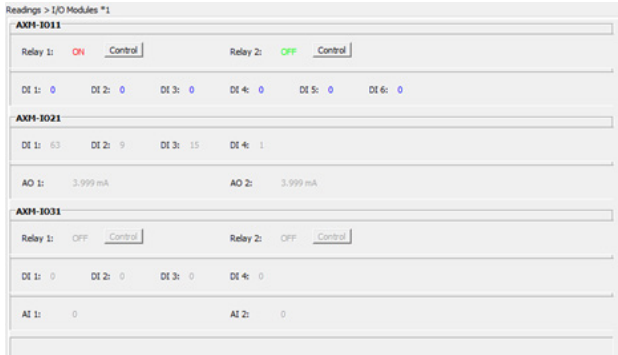 Readings > I/O Modules *1
AXM-IO11
Relay 1: ON Control Relay 2: OFF Control
DI 1: 0 DI 2: 0 DI 3: 0 DI 4: 0 DI 5: 0 DI 6: 0
AXM-IO21
DI 1: 63 DI 2: 9 DI 3: 15 DI 4: 1
AO 1: 3.999 mA AO 2: 3.999 mA
AXM-IO31
Relay 1: OFF Control Relay 2: OFF Control
DI 1: 0 DI 2: 0 DI 3: 0 DI 4: 0
AI 1: 0 AI 2: 0